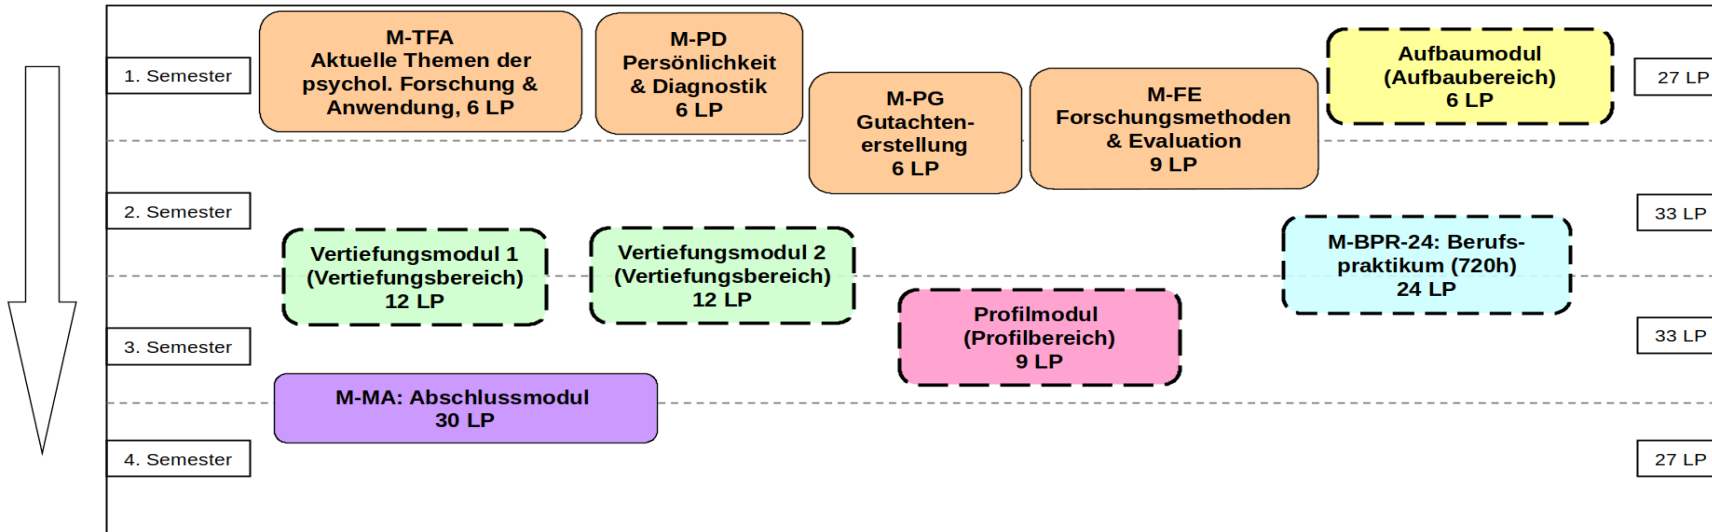 1. Semester
M-TFA
Aktuelle Themen der
psychol. Forschung &
Anwendung, 6 LP
M-PD
Persönlichkeit
& Diagnostik
6 LP
M-PG
Gutachten-
erstellung
6 LP
M-FE
Forschungsmethoden
& Evaluation
9 LP
Aufbaumodul
(Aufbaubereich)
6 LP
27 LP
2. Semester
33 LP
Vertiefungsmodul 1
(Vertiefungsbereich)
12 LP
Vertiefungsmodul 2
(Vertiefungsbereich)
12 LP
M-BPR-24: Berufs-
praktikum (720h)
24 LP
Profilmodul
(Profilbereich)
9 LP
3. Semester
33 LP
M-MA: Abschlussmodul
30 LP
4. Semester
27 LP